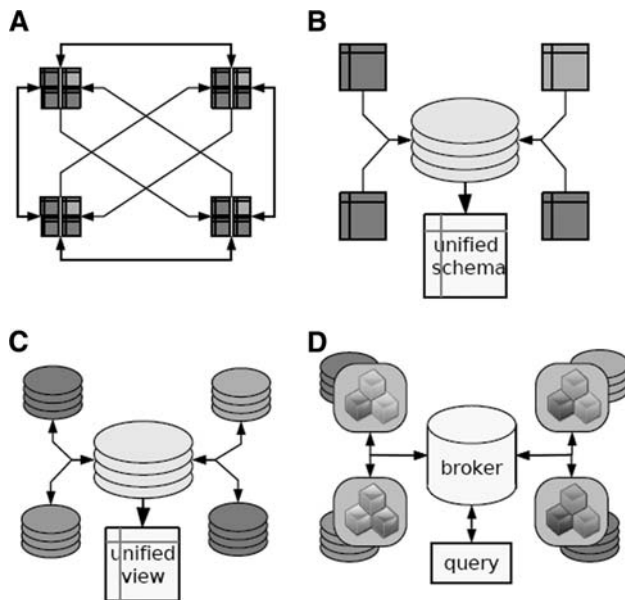 A
B
unified
schema
C
D
unified
view
broker
query